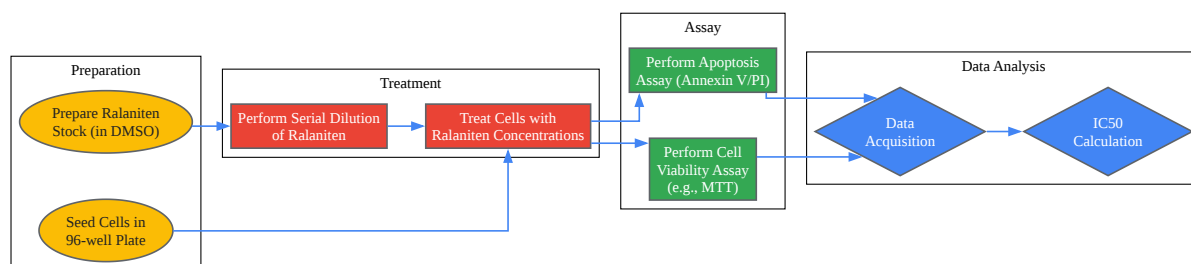 Preparation
Prepare Ralaniten
Stock (in DMSO)
Seed Cells in
96-well Plate
Treatment
Perform Serial Dilution
of Ralaniten
Treat Cells with
Ralaniten Concentrations
Assay
Perform Apoptosis
Assay (Annexin V/PI)
Perform Cell
Viability Assay
(e.g., MTT)
Data Analysis
Data
Acquisition
IC50
Calculation